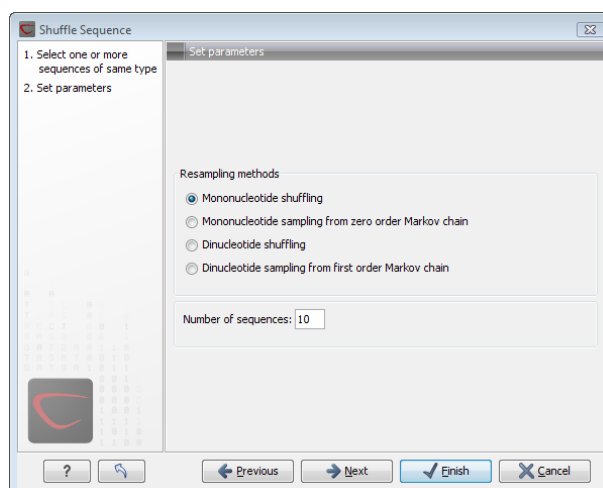 Shuffle Sequence
1. Select one or more
sequences of same type
2. Set parameters
Set parameters
Resampling methods
Mononucleotide shuffling
Mononucleotide sampling from zero order Markov chain
Dinucleotide shuffling
Dinucleotide sampling from first order Markov chain
Number of sequences: 10
? Previous Next Finish Cancel